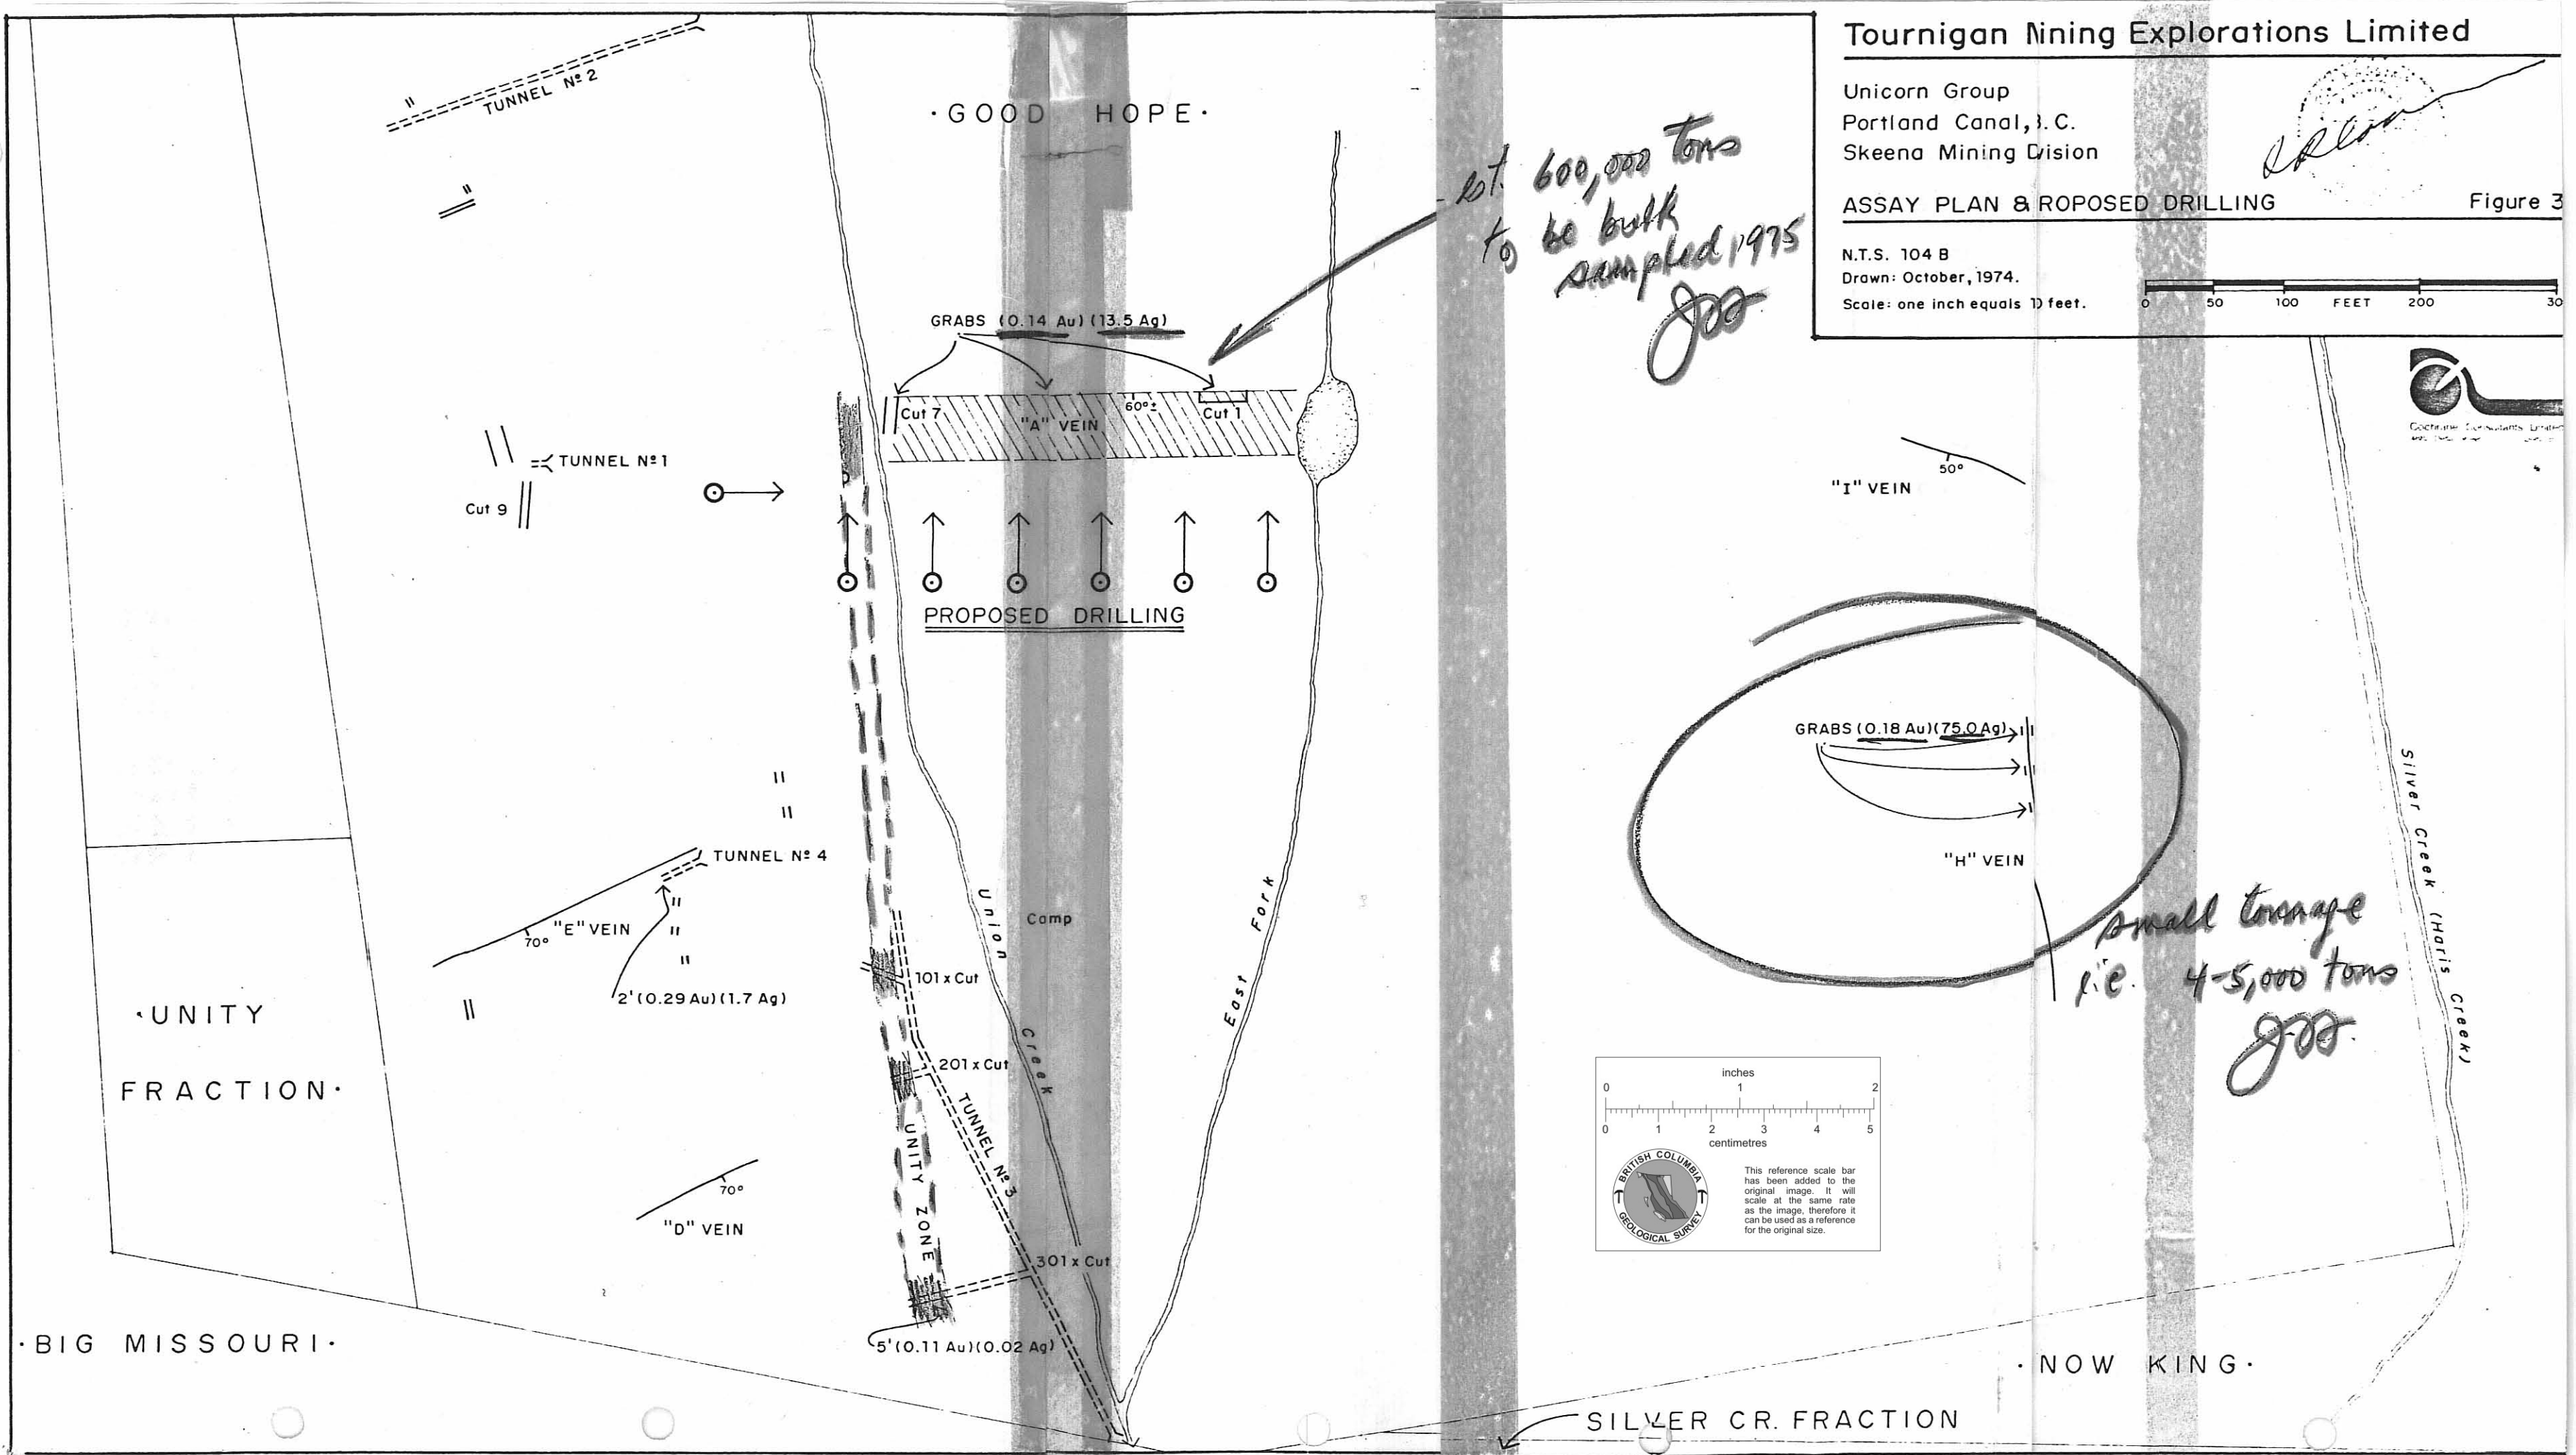 Tournigan Mining Explorations Limited
Unicorn Group
Portland Canal, B. C.
Skeena Mining Division
ASSAY PLAN & ROPOSED DRILLING
Figure 3
N.T.S. 104 B
Drawn: October, 1974.
Scale: one inch equals 1) feet.
0 50 100 FEET 200 30
TUNNEL Nº 2
·GOOD HOPE·
est. 600,000 tons
to be bulk
sampled 1975
GRABS (0.14 Au) (13.5 Ag)
Cut 7
"A" VEIN
60°±
Cut 1
TUNNEL Nº 1
Cut 9
"I" VEIN
50°
PROPOSED DRILLING
GRABS (0.18 Au)(75.0 Ag)
"H" VEIN
small tonnage
i.e. 4-5,000 tons
Silver Creek (Haris Creek)
TUNNEL Nº 4
"E" VEIN
70°
2' (0.29 Au) (1.7 Ag)
Union Creek
Camp
East Fork
101 x Cut
201 x Cut
TUNNEL Nº 3
UNITY ZONE
301 x Cut
5' (0.11 Au)(0.02 Ag)
70°
"D" VEIN
·UNITY
FRACTION·
·BIG MISSOURI·
·NOW KING·
SILVER CR. FRACTION
inches
0 1 2
0 1 2 3 4 5
centimetres
BRITISH COLUMBIA
GEOLOGICAL SURVEY
This reference scale bar
has been added to the
original image. It will
scale at the same rate
as the image, therefore it
can be used as a reference
for the original size.
Cochrane Consultants Limited